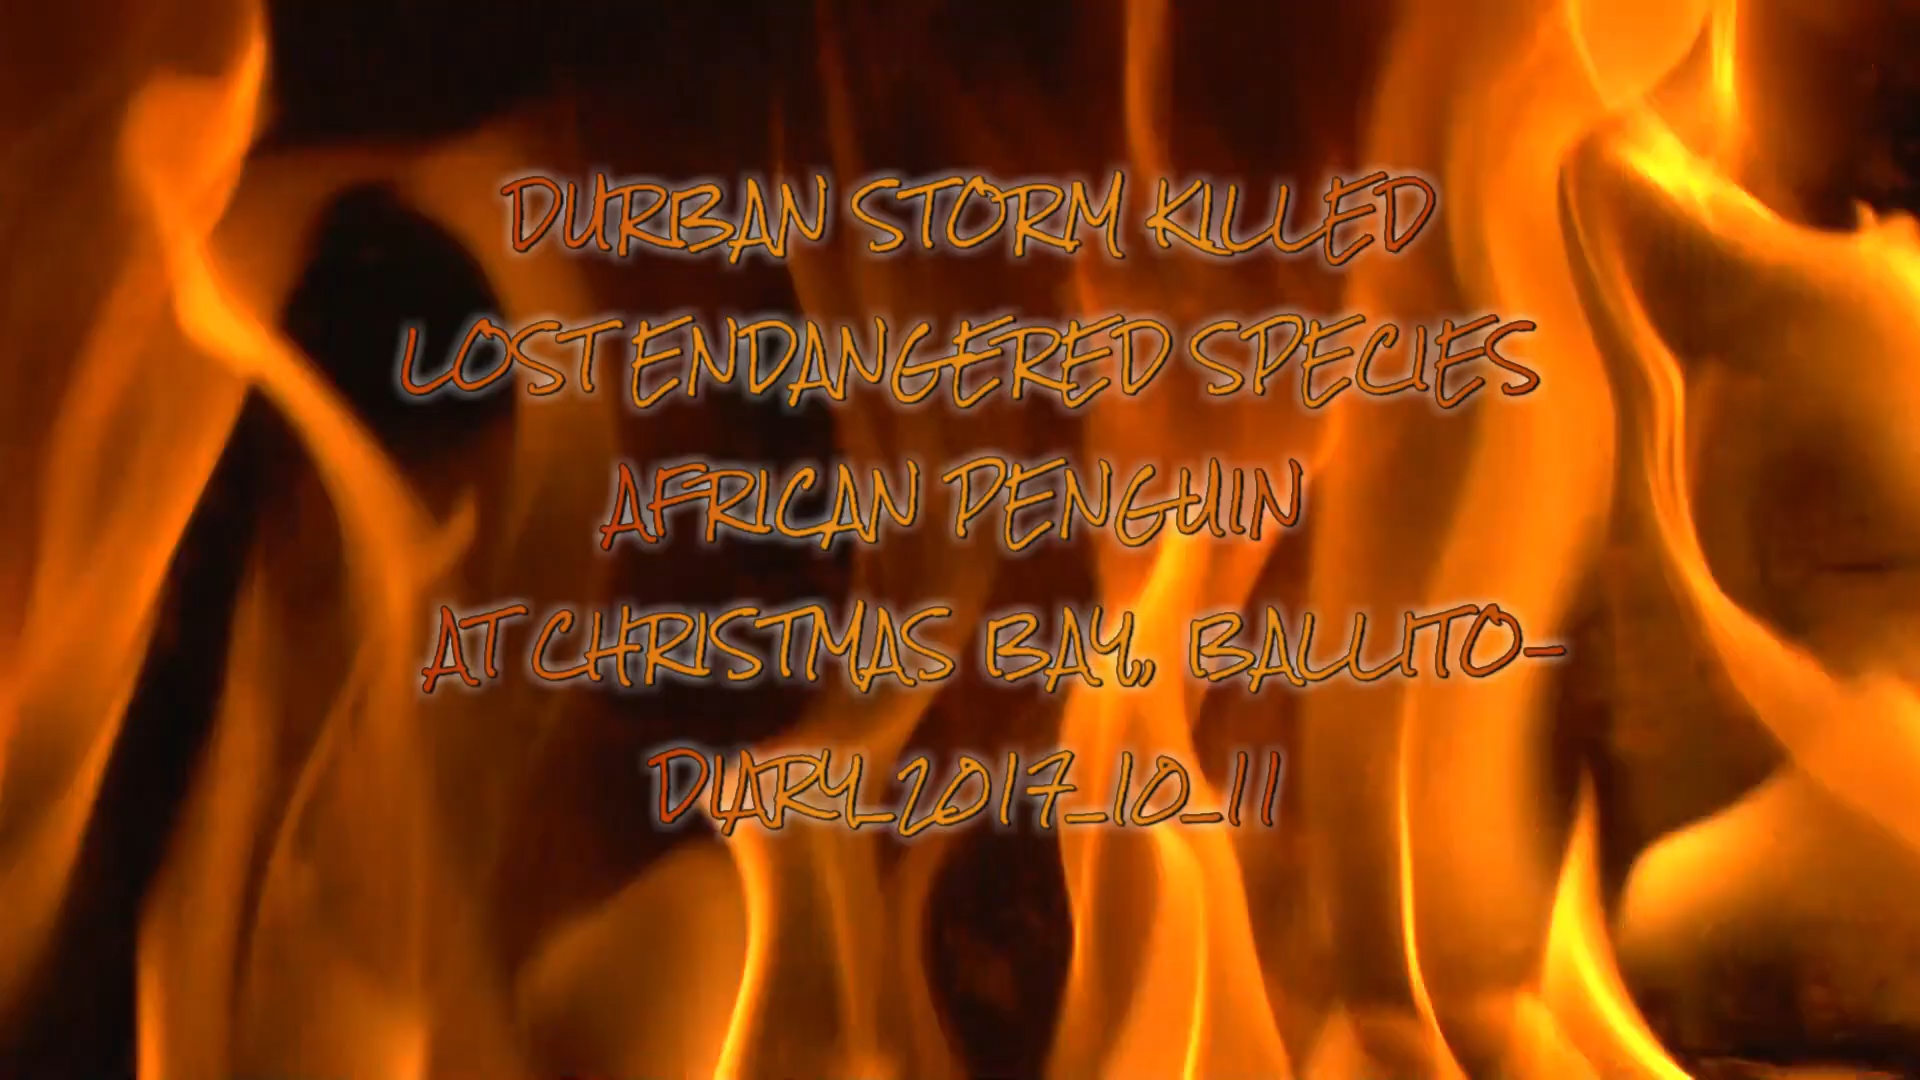 DURBAN STORM KILLED
LOST ENDANGERED SPECIES
AFRICAN PENGUIN
AT CHRISTMAS BAY, BALLITO-
DIARY_2017_10_11